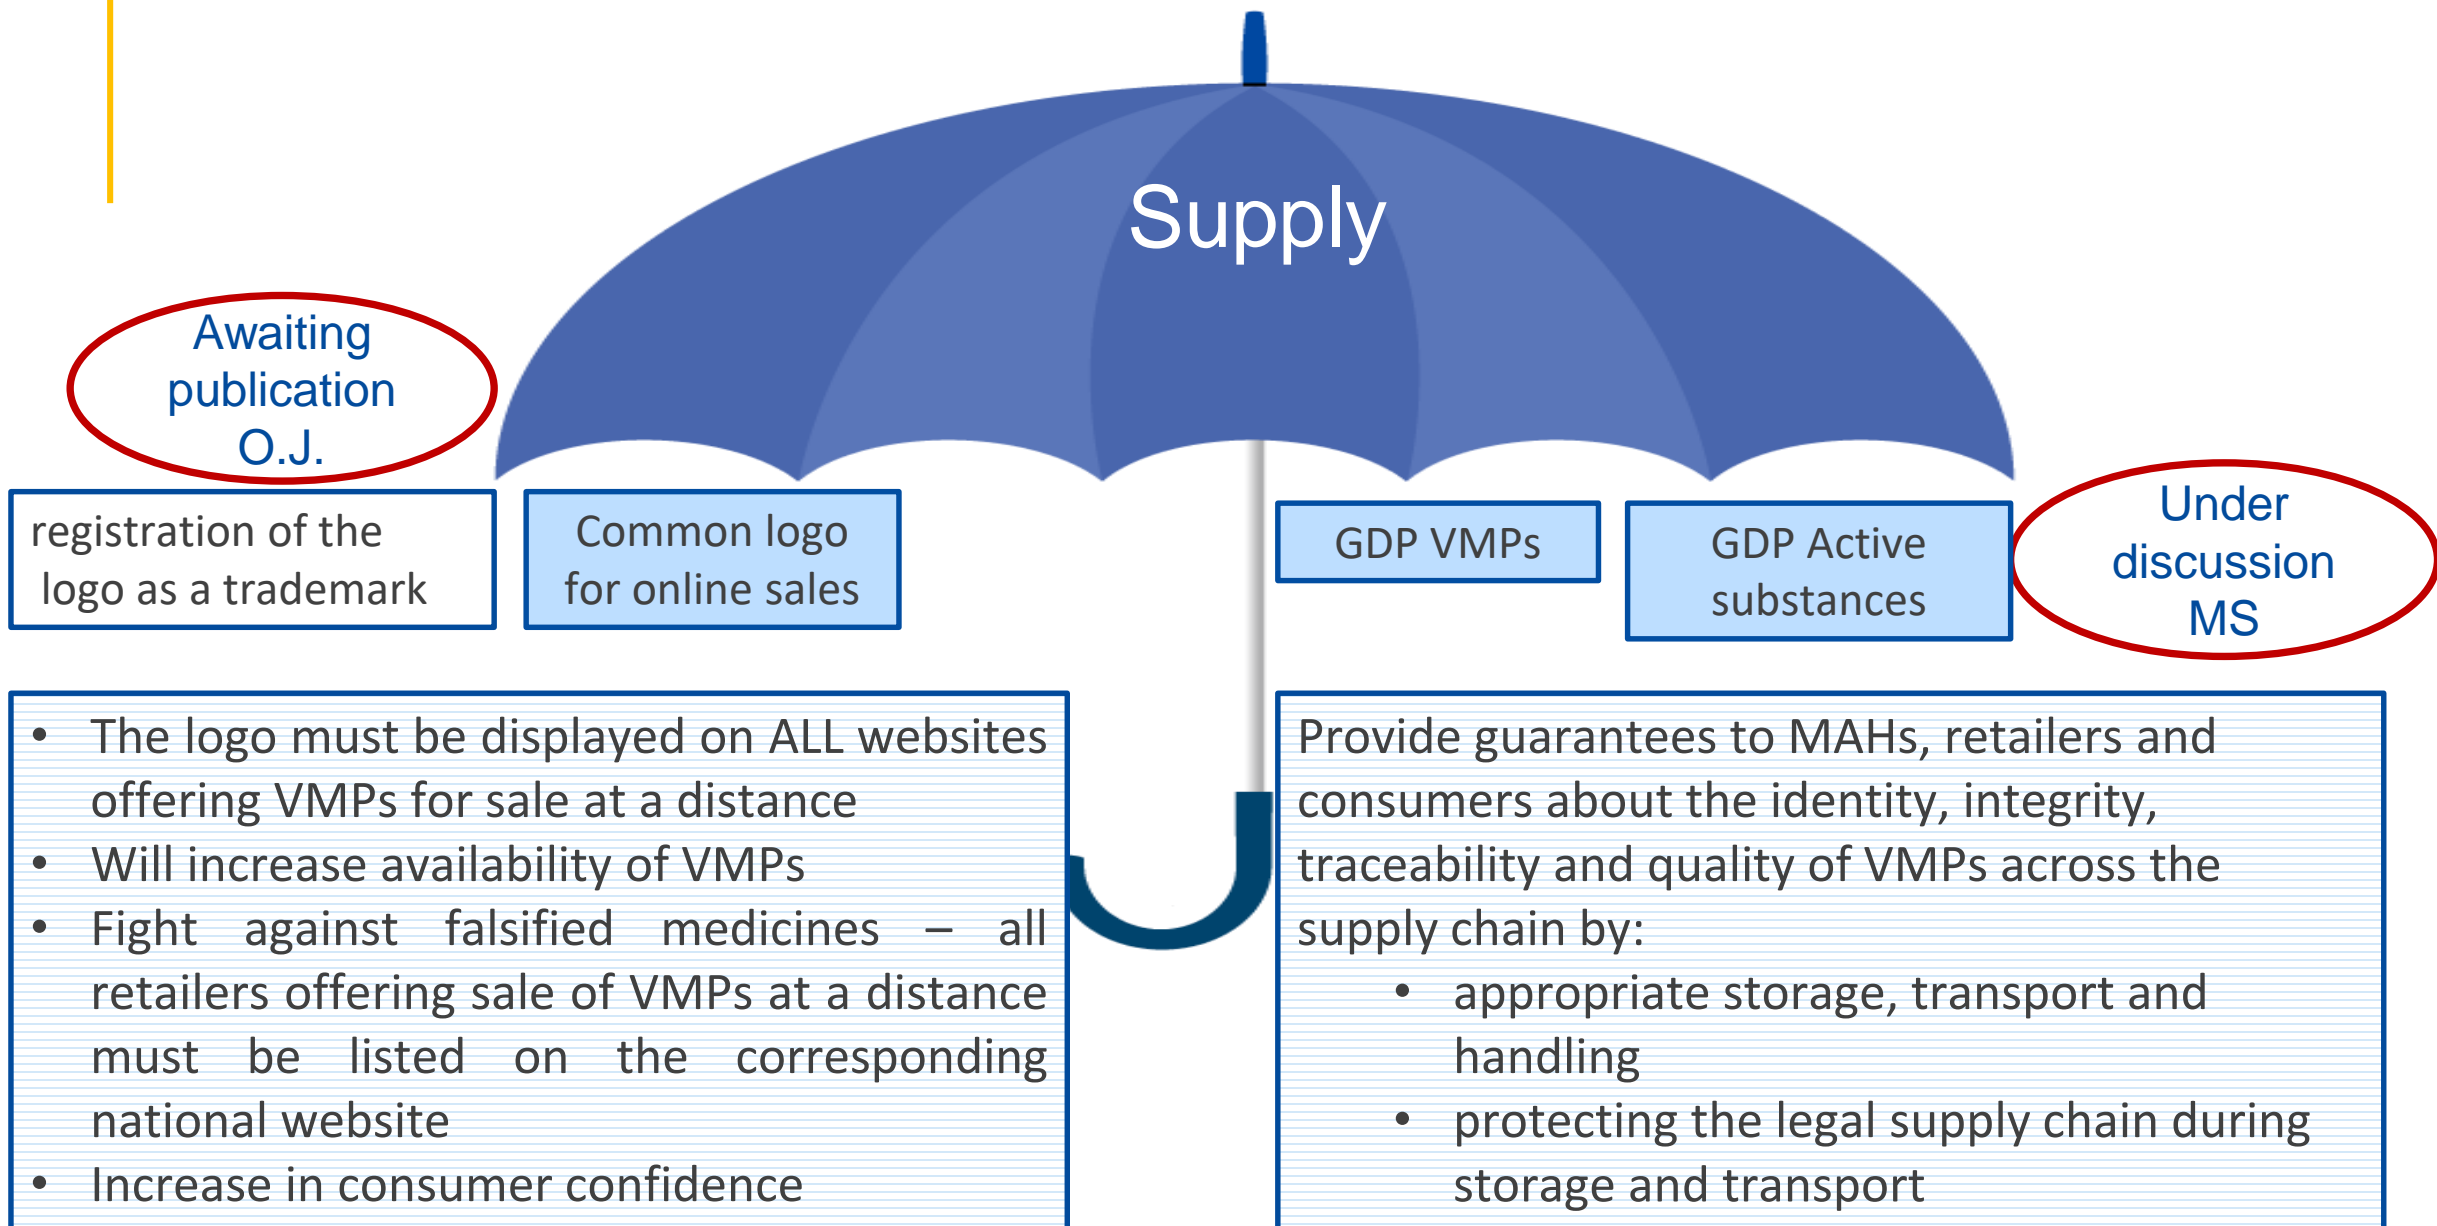 Supply
Awaiting
publication
O.J.
registration of the
logo as a trademark
Common logo
for online sales
GDP VMPs
GDP Active
substances
Under
discussion
MS
• The logo must be displayed on ALL websites
offering VMPs for sale at a distance
• Will increase availability of VMPs
• Fight against falsified medicines – all
retailers offering sale of VMPs at a distance
must be listed on the corresponding
national website
• Increase in consumer confidence
Provide guarantees to MAHs, retailers and
consumers about the identity, integrity,
traceability and quality of VMPs across the
supply chain by:
• appropriate storage, transport and
handling
• protecting the legal supply chain during
storage and transport